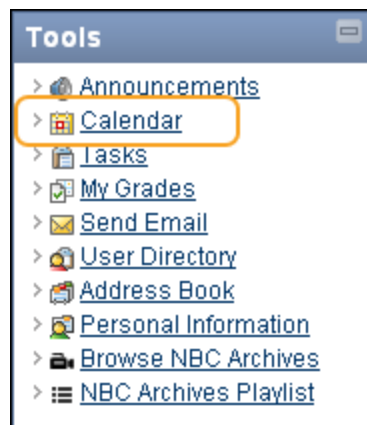 Tools
Announcements
Calendar
Tasks
My Grades
Send Email
User Directory
Address Book
Personal Information
Browse NBC Archives
NBC Archives Playlist